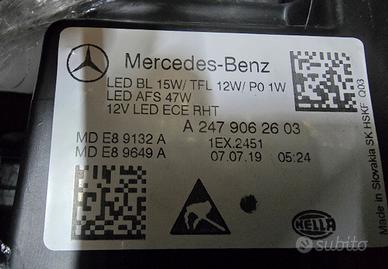 Mercedes-Benz
LED BL 15W/ TFL 12W/ P0 1W
LED AFS 47W
12V LED ECE RHT
A 247 906 26 03
MD E8 9132 A
1EX.2451
MD E8 9649 A
07.07.19 05:24
Made in Slovakia SK HSKF Q03
HELLA
subito